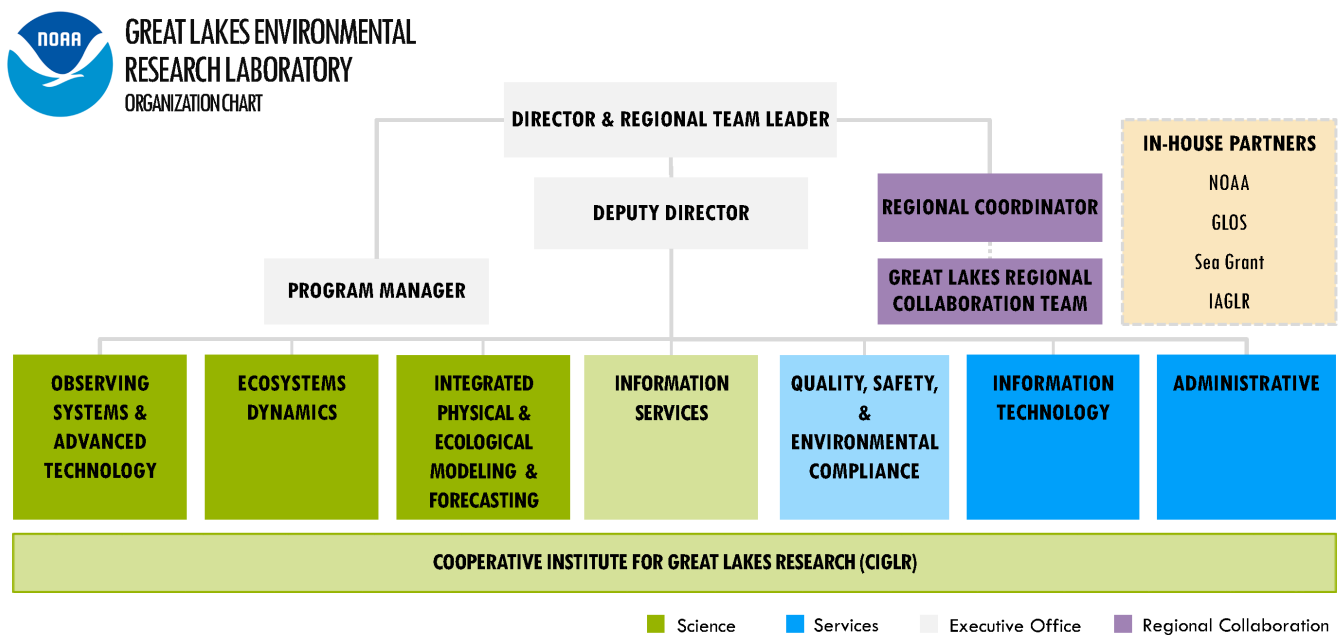 NOAA
GREAT LAKES ENVIRONMENTAL
RESEARCH LABORATORY
ORGANIZATION CHART
DIRECTOR & REGIONAL TEAM LEADER
DEPUTY DIRECTOR
PROGRAM MANAGER
REGIONAL COORDINATOR
GREAT LAKES REGIONAL
COLLABORATION TEAM
IN-HOUSE PARTNERS
NOAA
GLOS
Sea Grant
IAGLR
OBSERVING
SYSTEMS &
ADVANCED
TECHNOLOGY
ECOSYSTEMS
DYNAMICS
INTEGRATED
PHYSICAL &
ECOLOGICAL
MODELING &
FORECASTING
INFORMATION
SERVICES
QUALITY, SAFETY,
&
ENVIRONMENTAL
COMPLIANCE
INFORMATION
TECHNOLOGY
ADMINISTRATIVE
COOPERATIVE INSTITUTE FOR GREAT LAKES RESEARCH (CIGLR)
Science
Services
Executive Office
Regional Collaboration